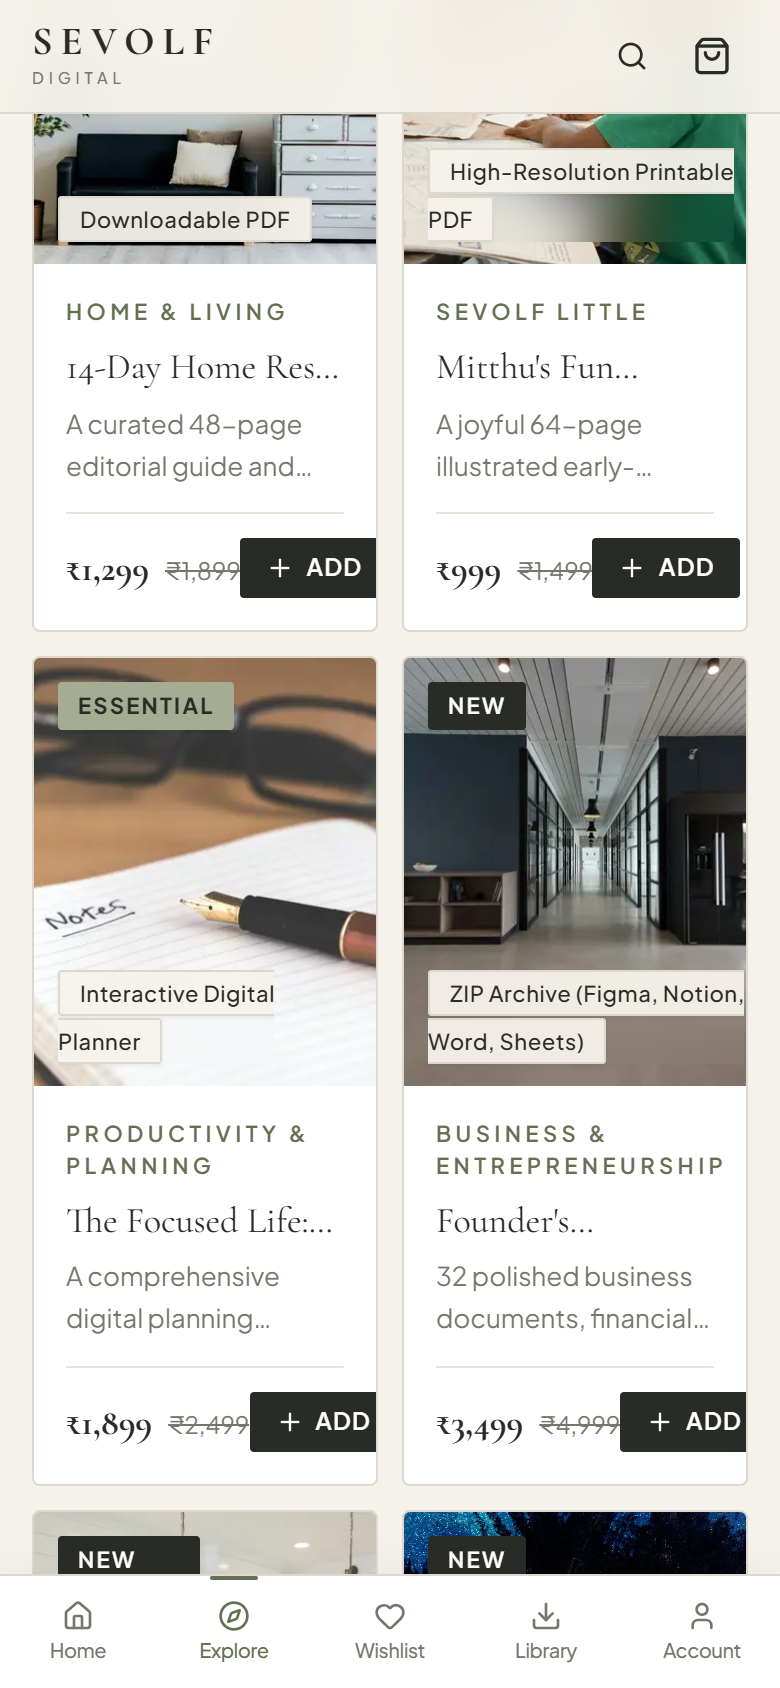 SEVOLF
DIGITAL
Downloadable PDF
High-Resolution Printable
PDF
HOME & LIVING
14-Day Home Res...
A curated 48-page
editorial guide and...
₹1,299 ₹1,899 + ADD
SEVOLF LITTLE
Mitthu's Fun...
A joyful 64-page
illustrated early-...
₹999 ₹1,499 + ADD
ESSENTIAL
Notes
Interactive Digital
Planner
NEW
ZIP Archive (Figma, Notion,
Word, Sheets)
PRODUCTIVITY &
PLANNING
The Focused Life:...
A comprehensive
digital planning...
₹1,899 ₹2,499 + ADD
BUSINESS &
ENTREPRENEURSHIP
Founder's...
32 polished business
documents, financial...
₹3,499 ₹4,999 + ADD
NEW
NEW
Home
Explore
Wishlist
Library
Account